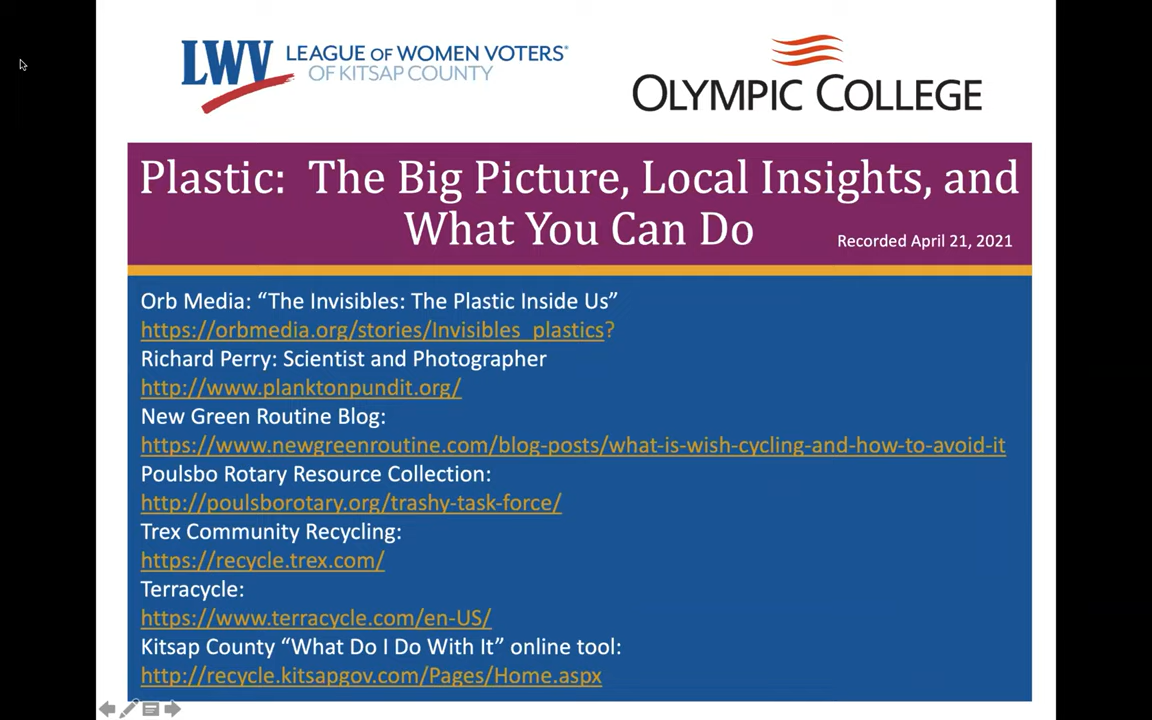 LWV LEAGUE OF WOMEN VOTERS®
OF KITSAP COUNTY
OLYMPIC COLLEGE
Plastic: The Big Picture, Local Insights, and
What You Can Do
Recorded April 21, 2021
Orb Media: “The Invisibles: The Plastic Inside Us”
https://orbmedia.org/stories/Invisibles_plastics?
Richard Perry: Scientist and Photographer
http://www.planktonpundit.org/
New Green Routine Blog:
https://www.newgreenroutine.com/blog-posts/what-is-wish-cycling-and-how-to-avoid-it
Poulsbo Rotary Resource Collection:
http://poulsborotary.org/trashy-task-force/
Trex Community Recycling:
https://recycle.trex.com/
Terracycle:
https://www.terracycle.com/en-US/
Kitsap County “What Do I Do With It” online tool:
http://recycle.kitsapgov.com/Pages/Home.aspx